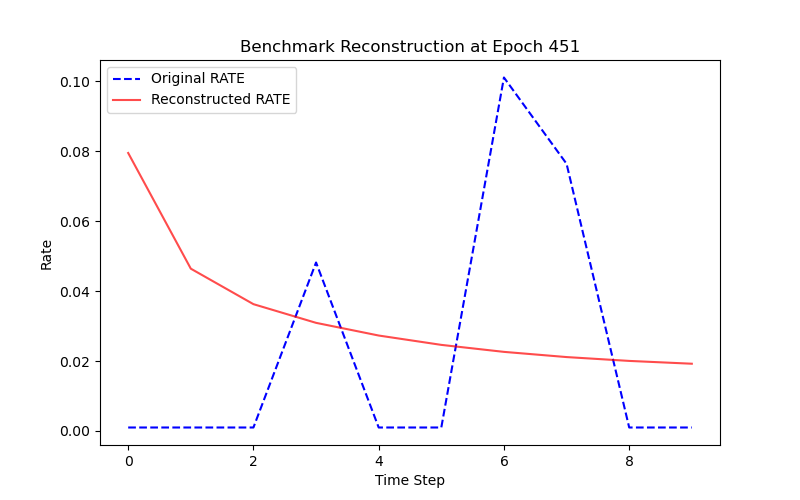 Benchmark Reconstruction at Epoch 451
Original RATE
Reconstructed RATE
0.10
0.08
0.06
0.04
0.02
0.00
Rate
0 2 4 6 8
Time Step